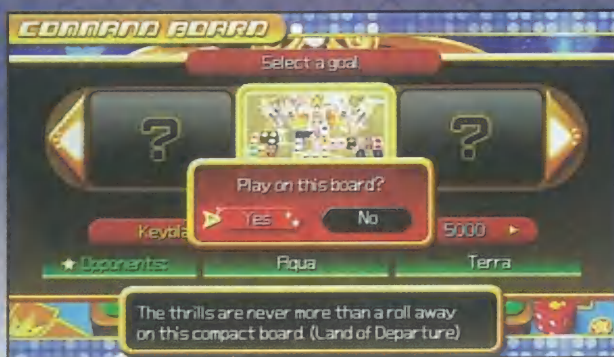 COMMAND BOARD
Select a goal.
?
?
Play on this board?
Yes
No
5000
★ Opponents:
Aqua
Terra
The thrills are never more than a roll away
on this compact board. (Land of Departure)